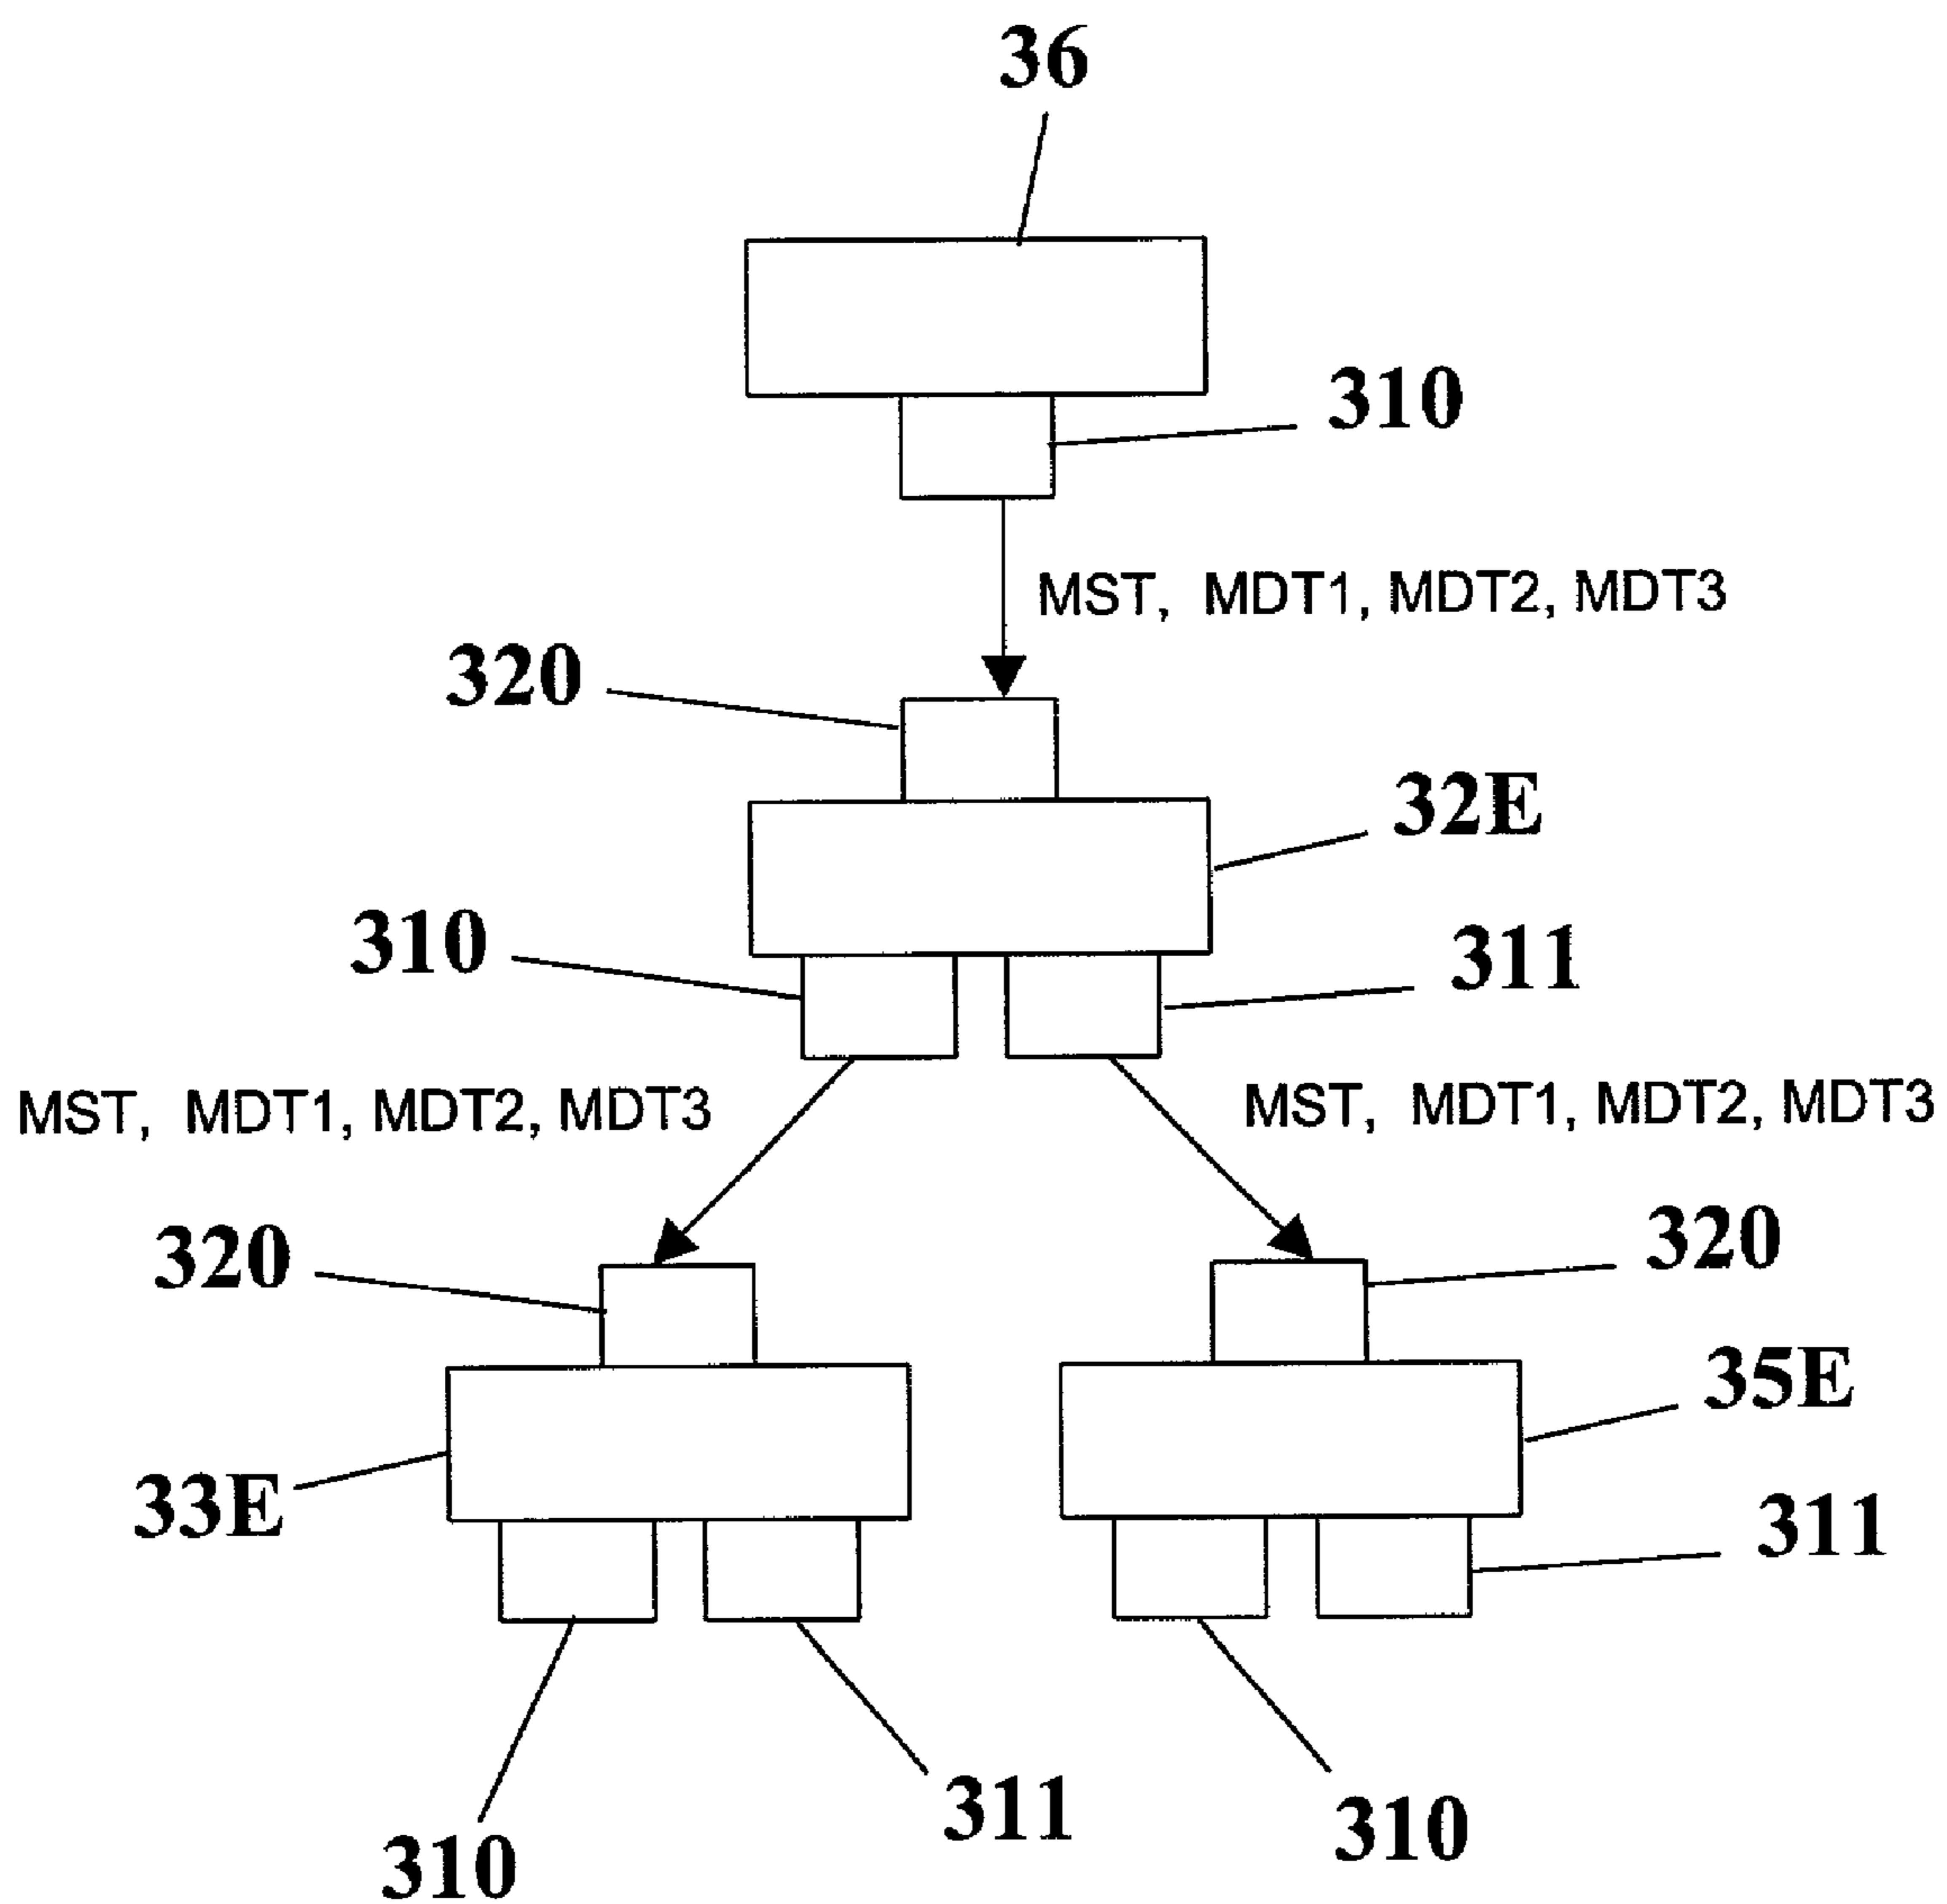 36
310
MST, MDT1, MDT2, MDT3
320
32E
310
311
MST, MDT1, MDT2, MDT3
MST, MDT1, MDT2, MDT3
320
320
35E
33E
311
311
310
310